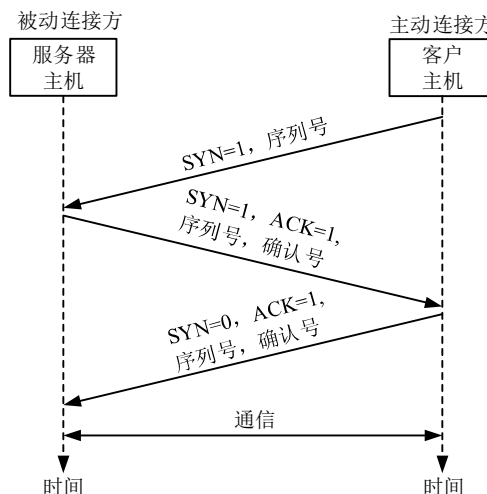 被动连接方
主动连接方
服务器
主机
客户
主机
SYN=1，序列号
SYN=1，ACK=1,
序列号，确认号
SYN=0，ACK=1,
序列号，确认号
通信
时间
时间